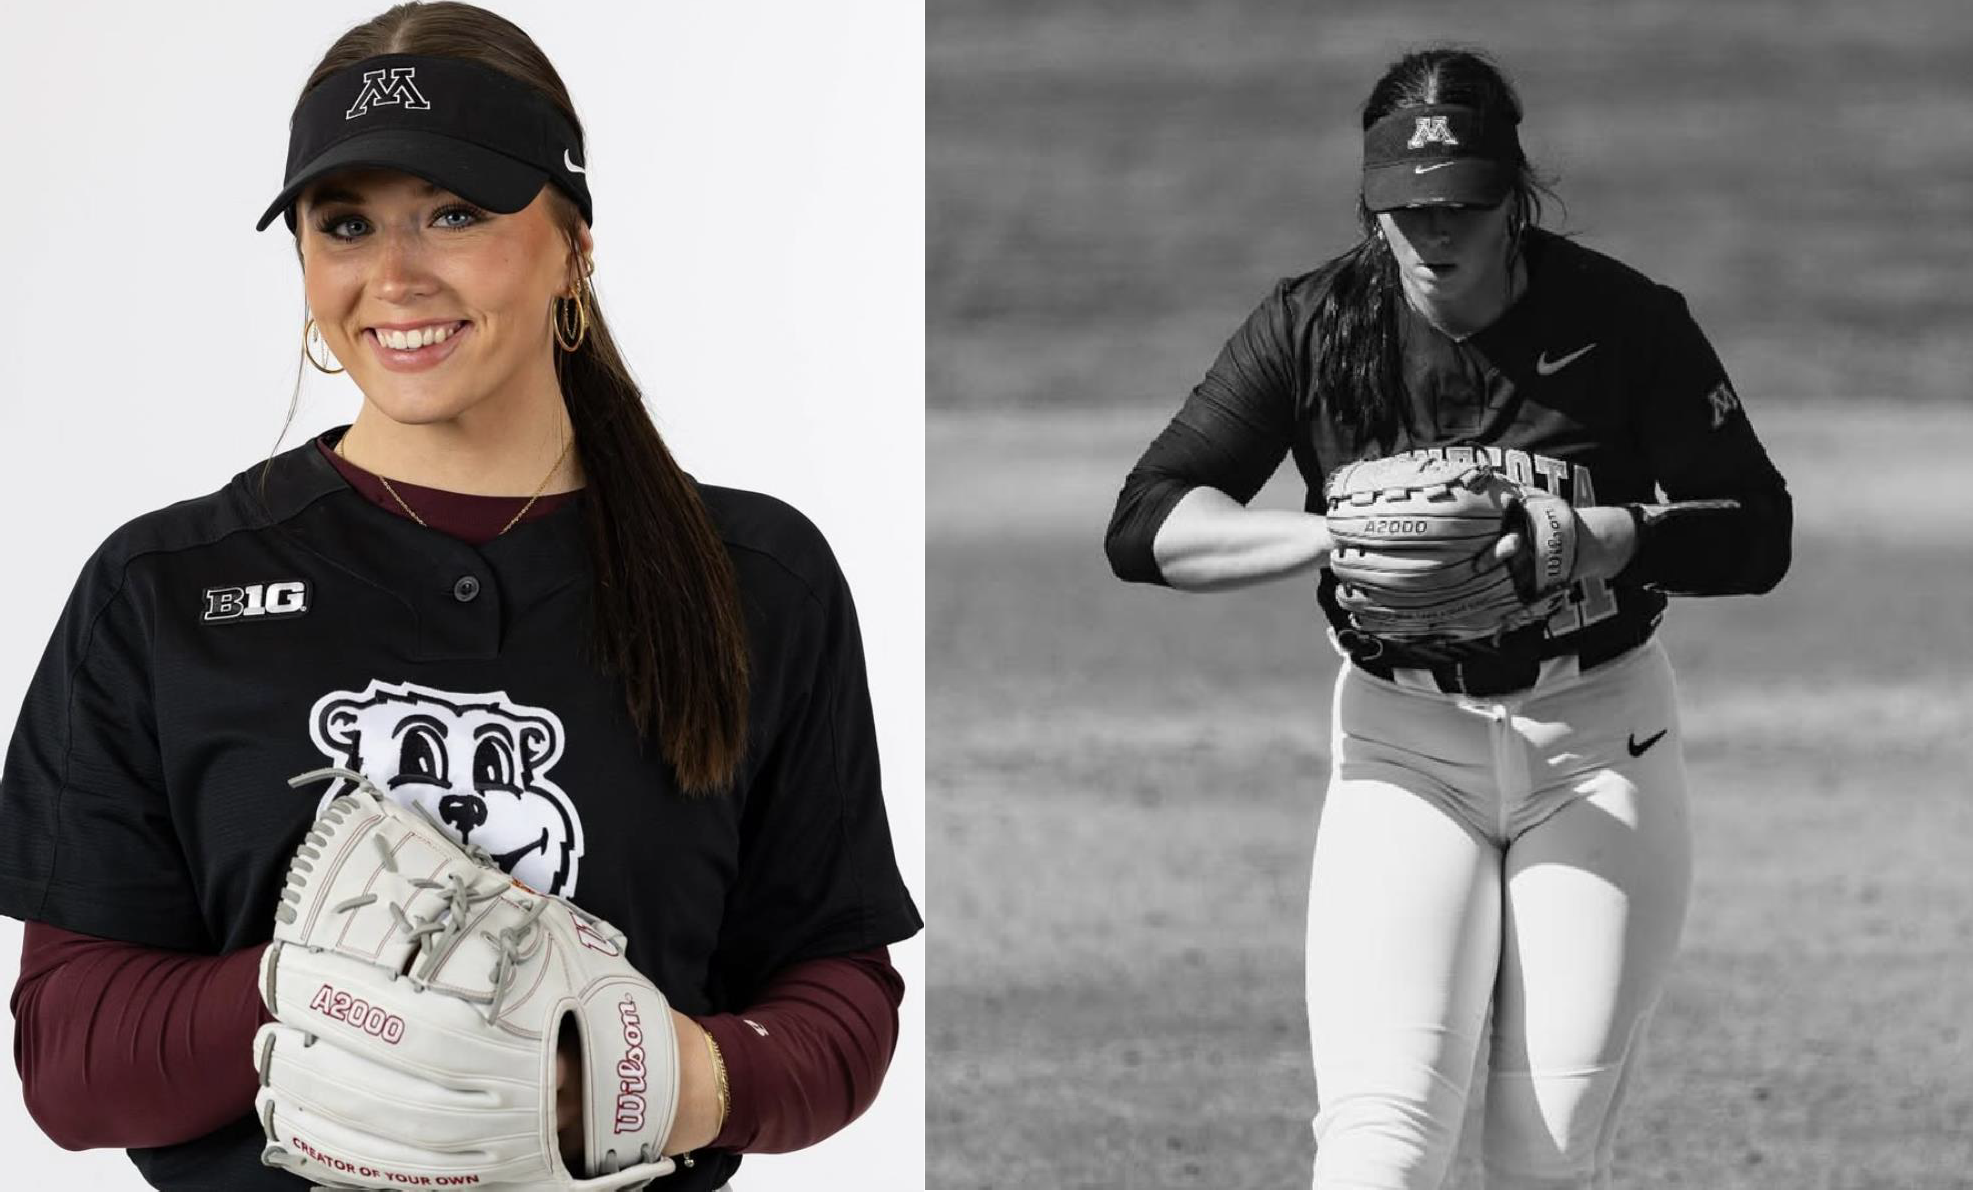 M
B1G
A2000
Wilson
CREATOR OF YOUR OWN
M
M
A2000
Wilson